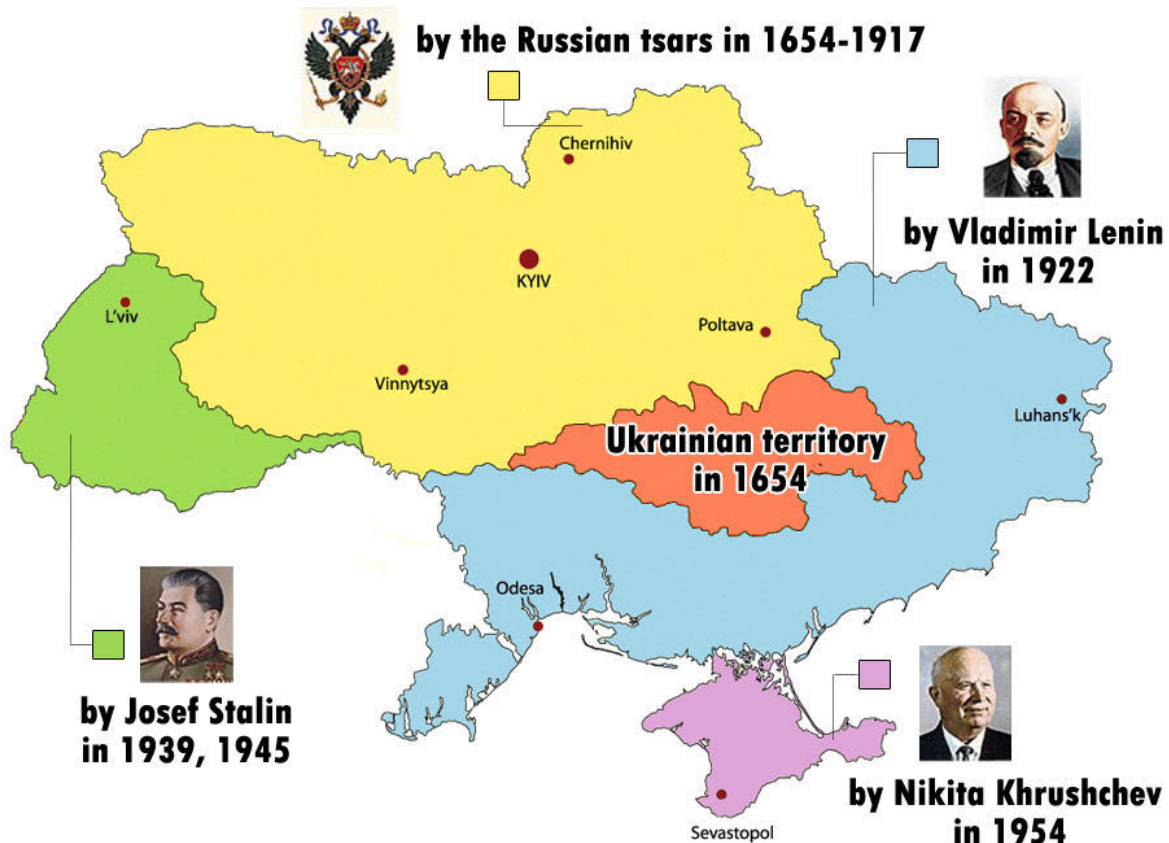 by the Russian tsars in 1654-1917
Chernihiv
by Vladimir Lenin
in 1922
KYIV
L'viv
Poltava
Vinnytsya
Luhans'k
Ukrainian territory
in 1654
Odesa
by Josef Stalin
in 1939, 1945
by Nikita Khrushchev
in 1954
Sevastopol